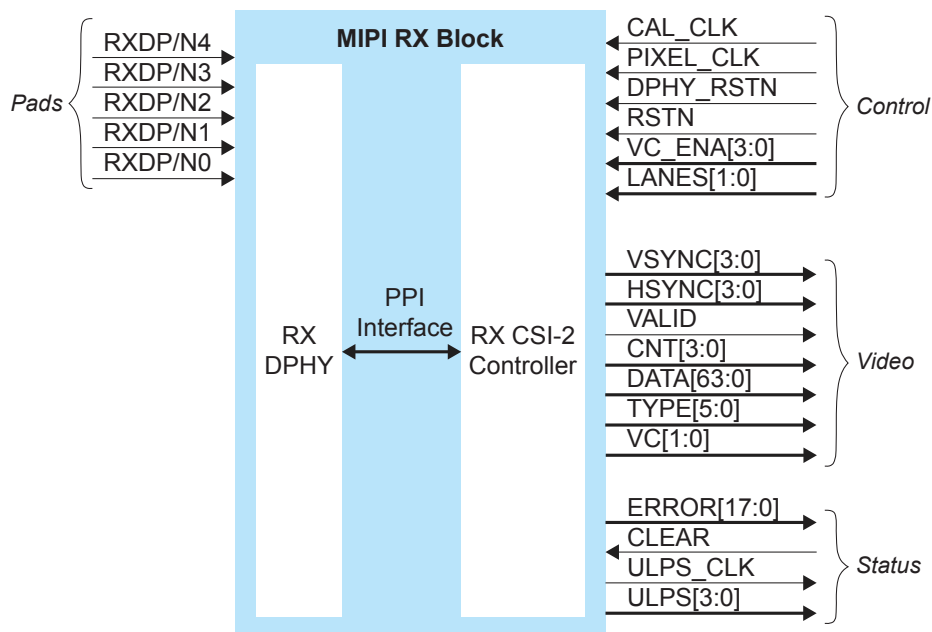 MIPI RX Block
Pads
RXDP/N4
RXDP/N3
RXDP/N2
RXDP/N1
RXDP/N0
RX
DPHY
PPI
Interface
RX CSI-2
Controller
CAL_CLK
PIXEL_CLK
DPHY_RSTN
RSTN
VC_ENA[3:0]
LANES[1:0]
Control
VSYNC[3:0]
HSYNC[3:0]
VALID
CNT[3:0]
DATA[63:0]
TYPE[5:0]
VC[1:0]
Video
ERROR[17:0]
CLEAR
ULPS_CLK
ULPS[3:0]
Status